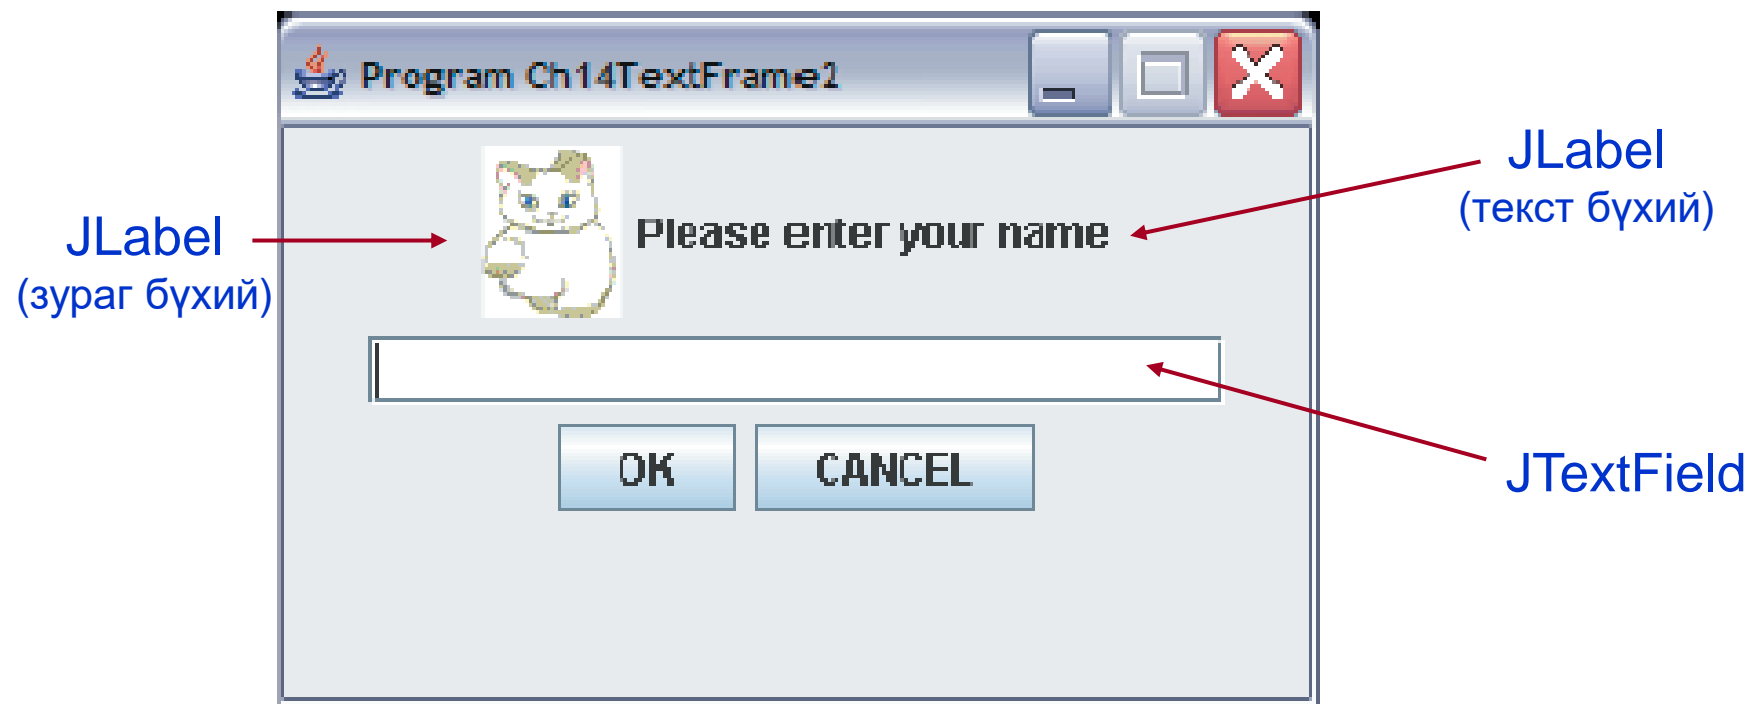 Program Ch14TextFrame2
JLabel
(текст бүхий)
JLabel
(зураг бүхий)
Please enter your name
OK
CANCEL
JTextField